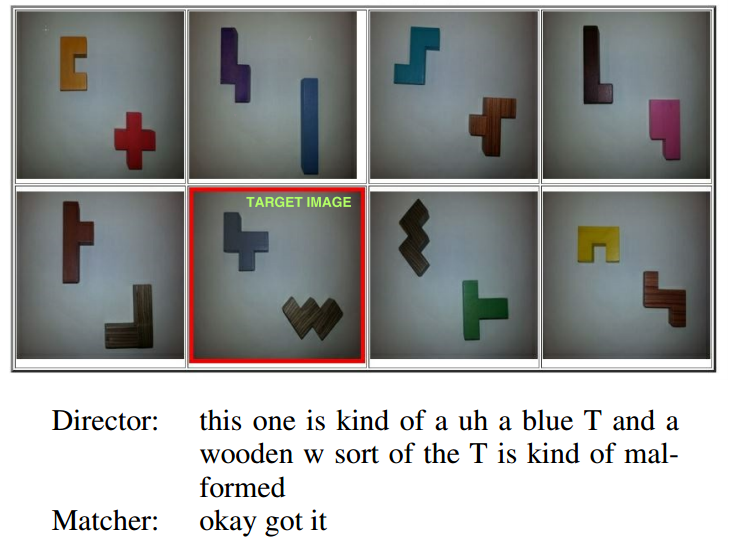 TARGET IMAGE
Director: this one is kind of a uh a blue T and a
wooden w sort of the T is kind of mal-
formed
Matcher: okay got it